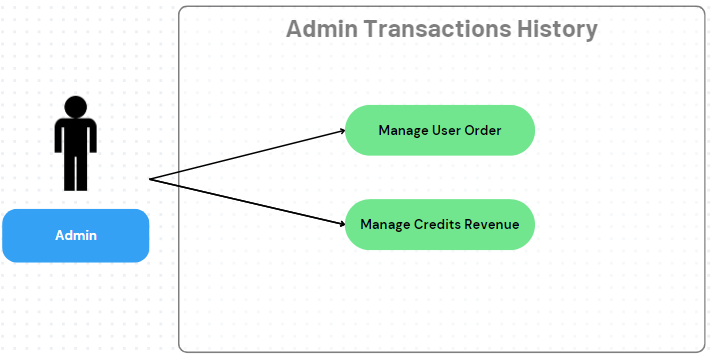 Admin Transactions History
Manage User Order
Manage Credits Revenue
Admin